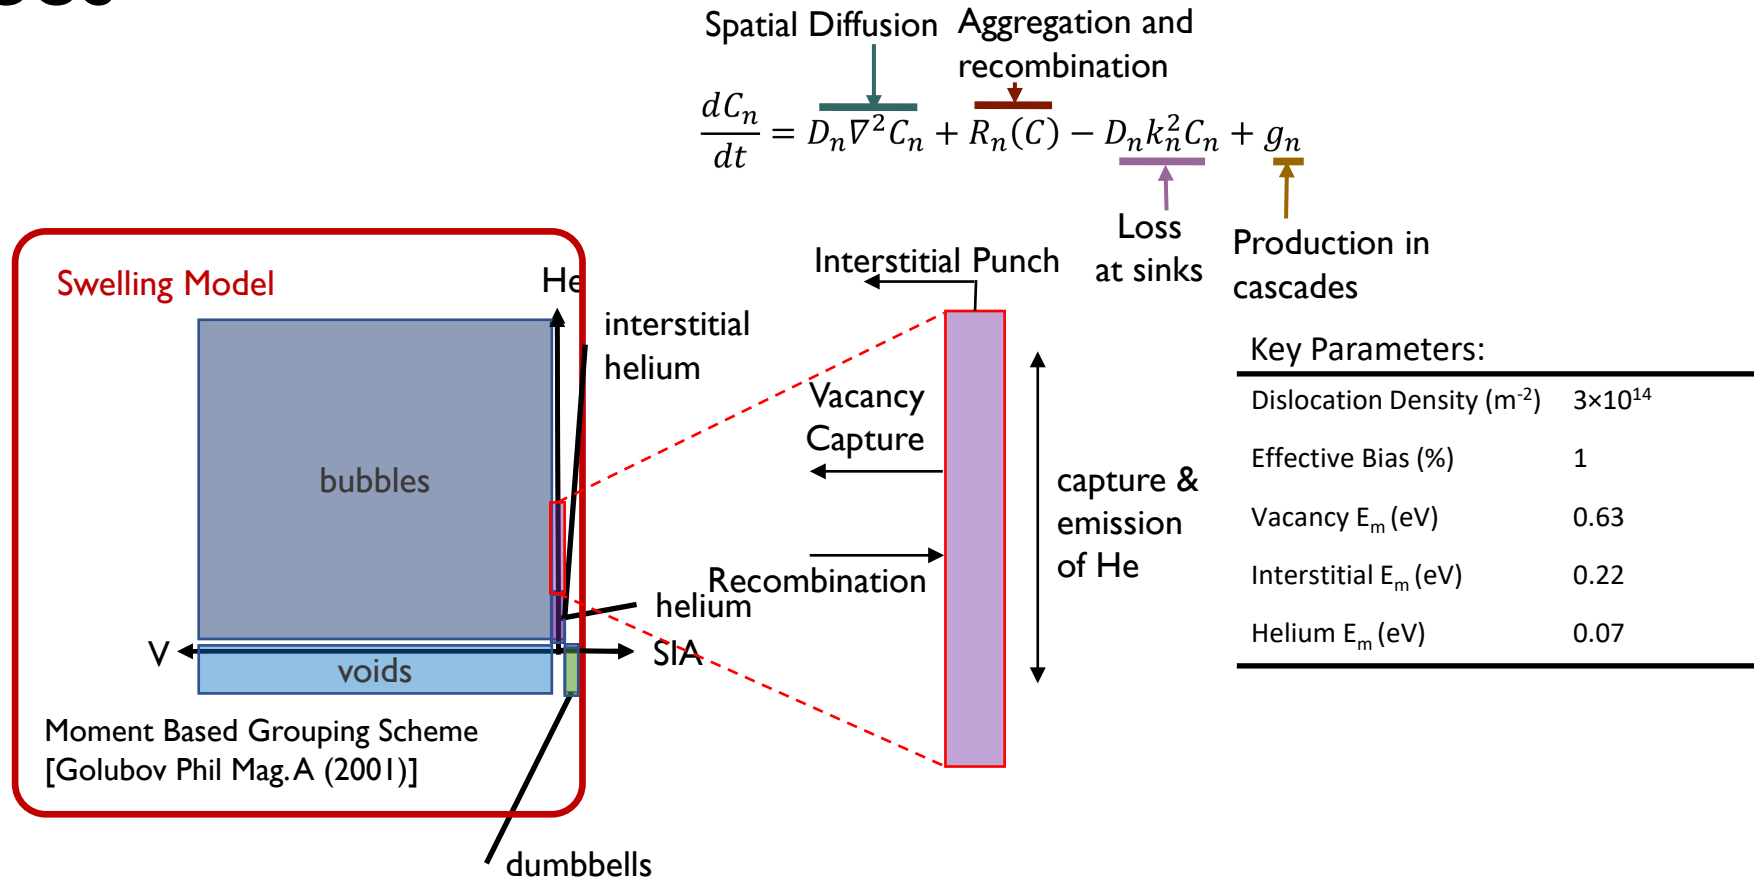 Spatial Diffusion
Aggregation and
recombination
dC_n/dt = D_n∇²C_n + R_n(C) − D_nk_n²C_n + g_n
Loss
at sinks
Production in
cascades
Swelling Model
He
interstitial
helium
bubbles
helium
V
SIA
voids
Moment Based Grouping Scheme
[Golubov Phil Mag. A (2001)]
dumbbells
Interstitial Punch
Vacancy
Capture
Recombination
capture &
emission
of He
Key Parameters:
Dislocation Density (m⁻²) 3×10¹⁴
Effective Bias (%) 1
Vacancy E_m (eV) 0.63
Interstitial E_m (eV) 0.22
Helium E_m (eV) 0.07